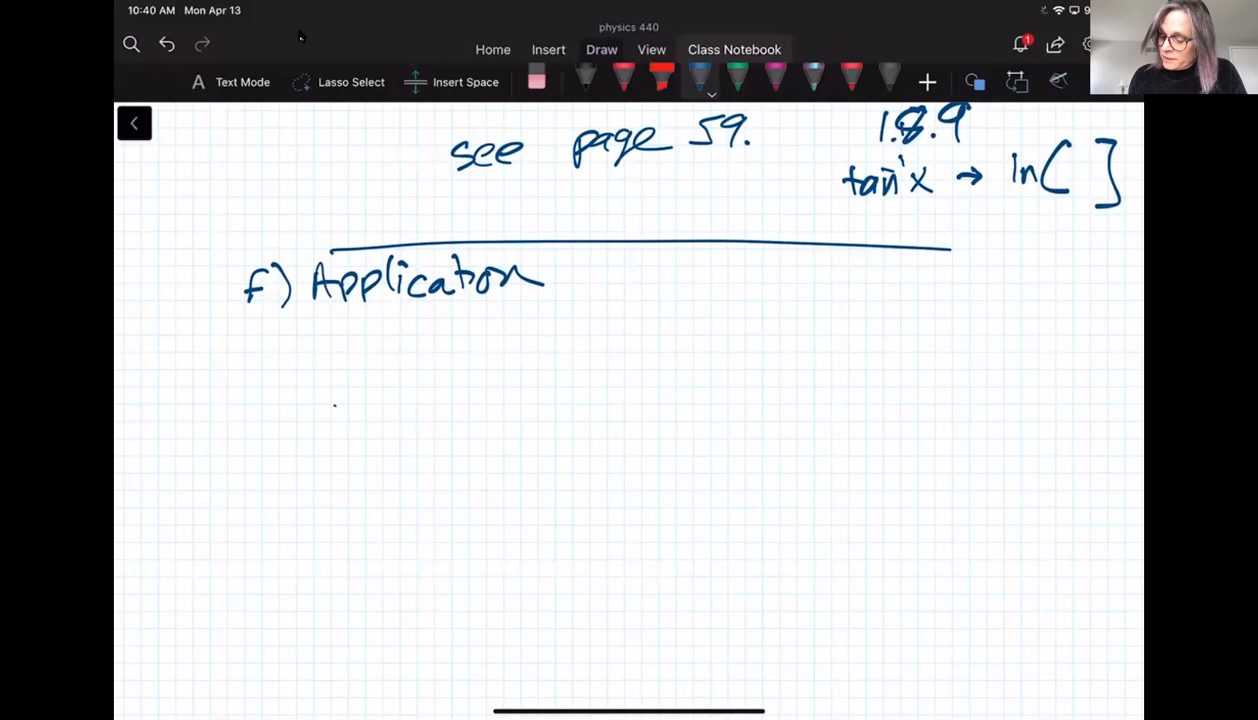 10:40 AM Mon Apr 13
physics 440
Home Insert Draw View Class Notebook
1
Text Mode Lasso Select Insert Space
see page 59.
1.8.9
tan⁻¹x → ln( ]
f) Application